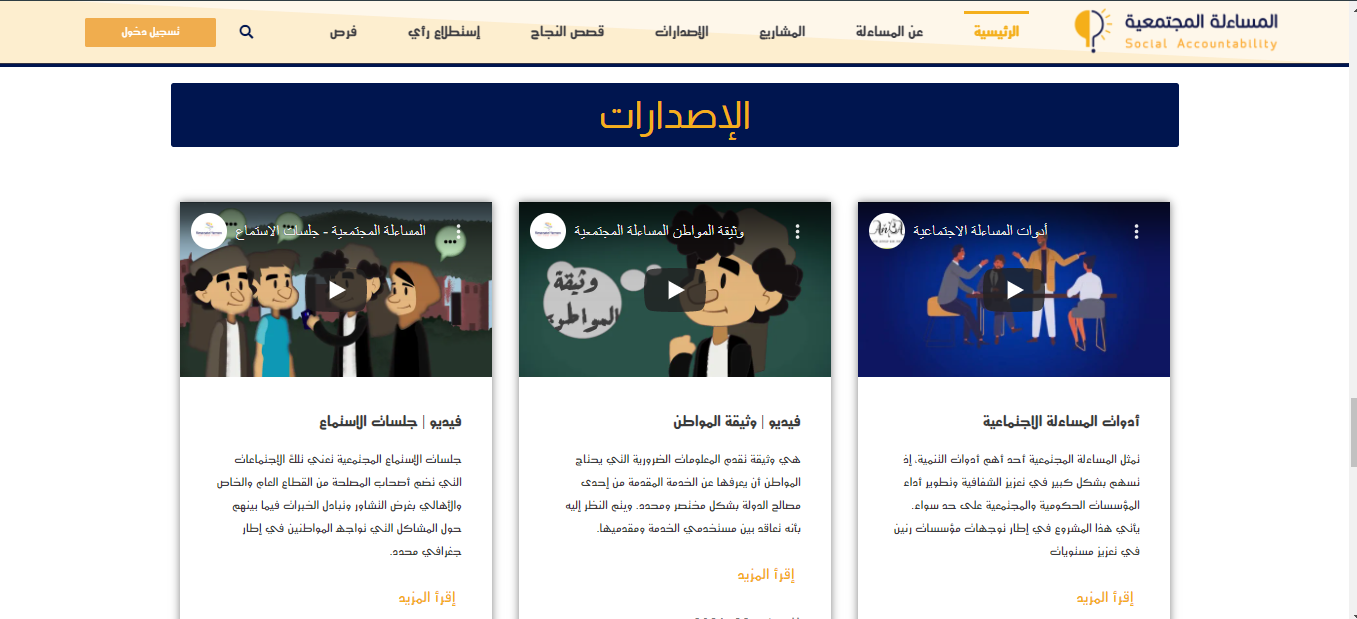 المساءلة المجتمعية
Social Accountability
الرئيسية
عن المساءلة
المشاريع
الاصدارات
قصص النجاح
إستطلاع رأي
فرص
تسجيل دخول
الإصدارات
أدوات المساءلة الاجتماعية
أدوات المساءلة الاجتماعية
تمثل المساءلة المجتمعية أحد أهم أدوات التنمية. إذ
تسهم بشكل كبير في تعزيز الشفافية وتطوير أداء
المؤسسات الحكومية والمجتمعية على حد سواء.
يأتي هذا المشروع في إطار توجهات مؤسسات رنين
في تعزيز مستويات
إقرأ المزيد
وثيقة المواطن المساءلة المجتمعية
وثيقة
المواطن
فيديو | وثيقة المواطن
هي وثيقة تقدم المعلومات الضرورية التي يحتاج
المواطن أن يعرفها عن الخدمة المقدمة من إحدى
مصالح الدولة بشكل مختصر ومحدد. ويتم النظر إليه
بأنه تعاقد بين مستخدمي الخدمة ومقدميها.
إقرأ المزيد
المساءلة المجتمعية - جلسات الاستماع
فيديو | جلسات الاستماع
جلسات الإستماع المجتمعية تعني تلك الاجتماعات
التي تضم أصحاب المصلحة من القطاع العام والخاص
والأهالي بغرض التشاور وتبادل الخبرات فيما بينهم
حول المشاكل التي تواجه المواطنين في إطار
جغرافي محدد.
إقرأ المزيد